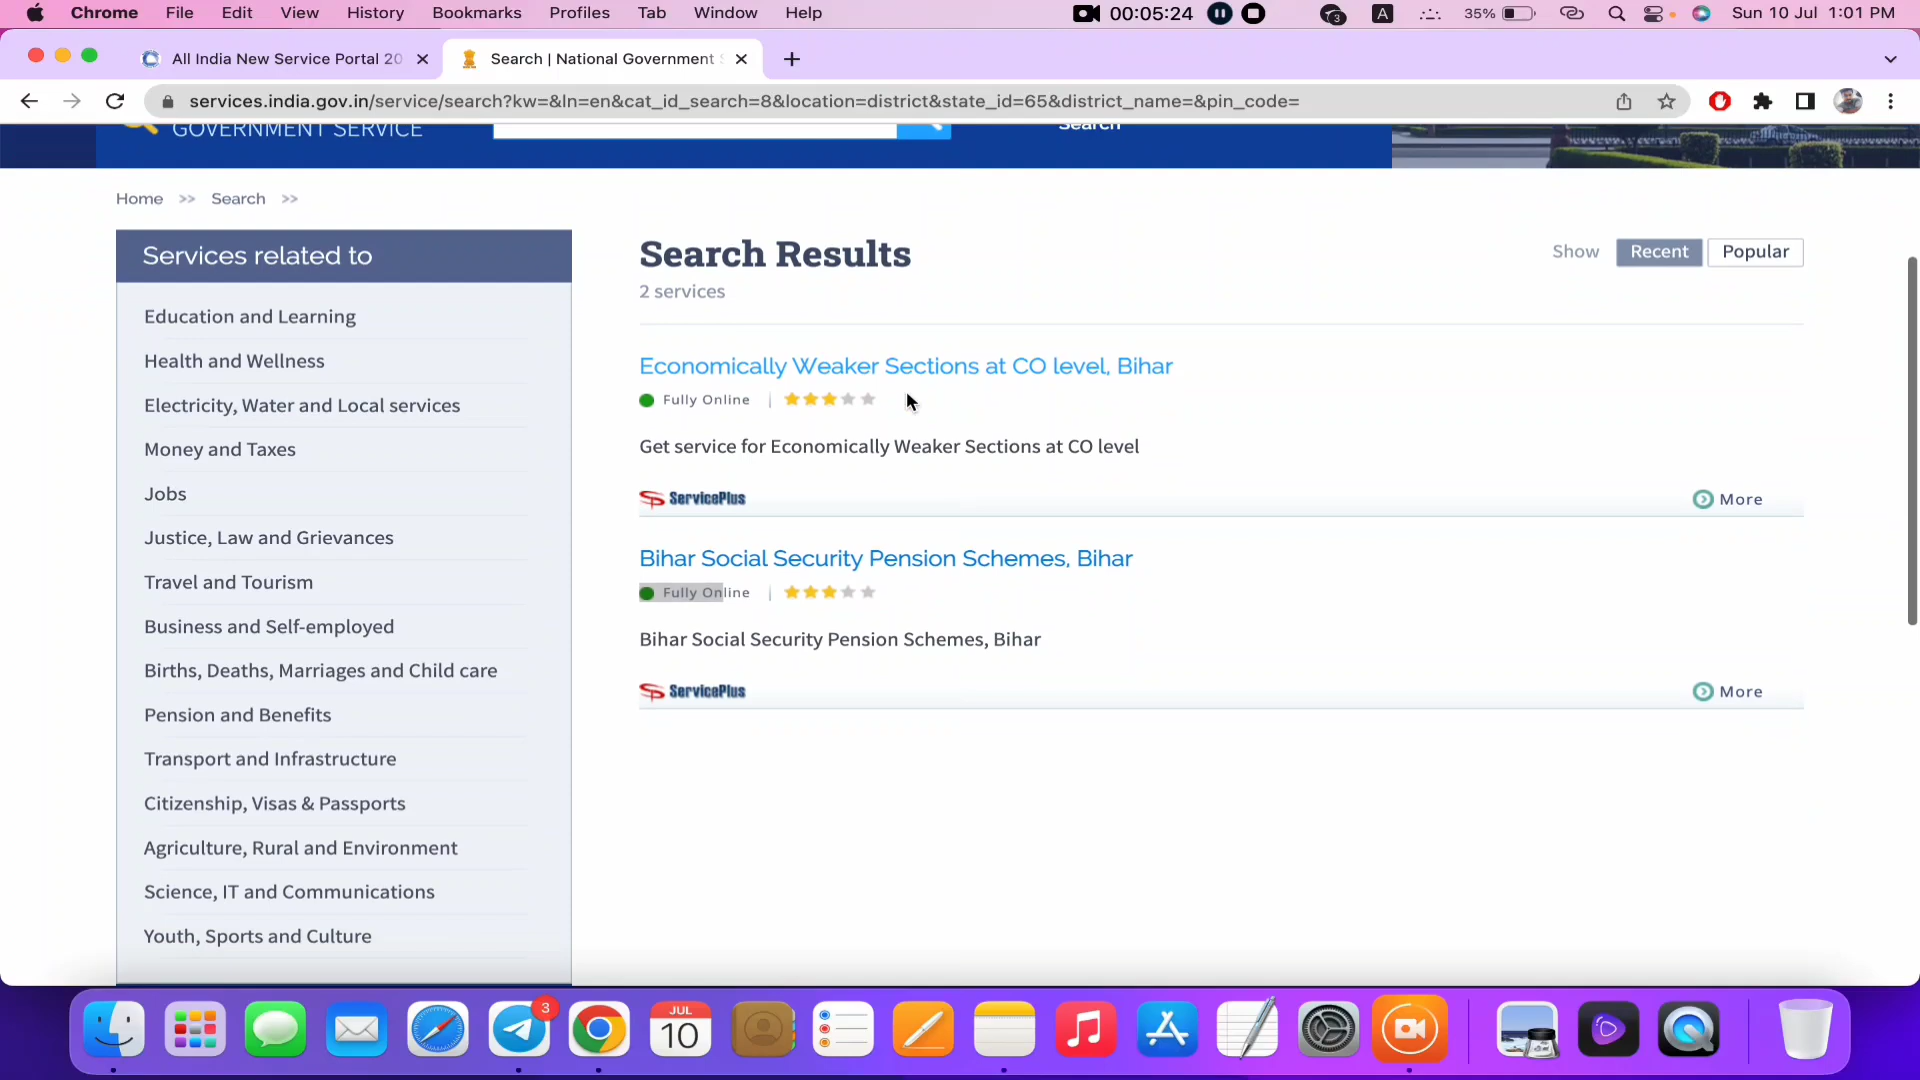 Chrome File Edit View History Bookmarks Profiles Tab Window Help 00:05:24 3 A 35% Sun 10 Jul 1:01 PM
All India New Service Portal 20 Search | National Government
services.india.gov.in/service/search?kw=&ln=en&cat_id_search=8&location=district&state_id=65&district_name=&pin_code=
GOVERNMENT SERVICE Search
Home >> Search >>
Services related to
Education and Learning
Health and Wellness
Electricity, Water and Local services
Money and Taxes
Jobs
Justice, Law and Grievances
Travel and Tourism
Business and Self-employed
Births, Deaths, Marriages and Child care
Pension and Benefits
Transport and Infrastructure
Citizenship, Visas & Passports
Agriculture, Rural and Environment
Science, IT and Communications
Youth, Sports and Culture
Search Results
Show Recent Popular
2 services
Economically Weaker Sections at CO level, Bihar
Fully Online |
Get service for Economically Weaker Sections at CO level
ServicePlus More
Bihar Social Security Pension Schemes, Bihar
Fully Online |
Bihar Social Security Pension Schemes, Bihar
ServicePlus More
3
JUL
10